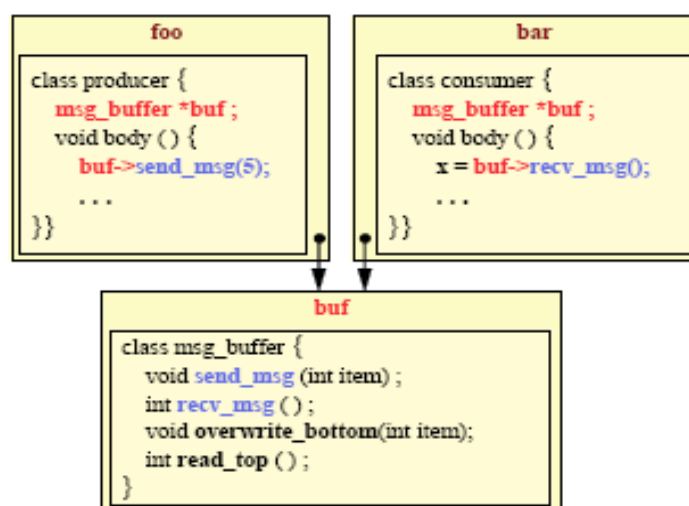 foo
class producer {
msg_buffer *buf ;
void body ( ) {
buf->send_msg(5);
. . .
}}
bar
class consumer {
msg_buffer *buf ;
void body ( ) {
x = buf->recv_msg();
...
}}
buf
class msg_buffer {
void send_msg (int item) ;
int recv_msg ( ) ;
void overwrite_bottom(int item);
int read_top ( ) ;
}